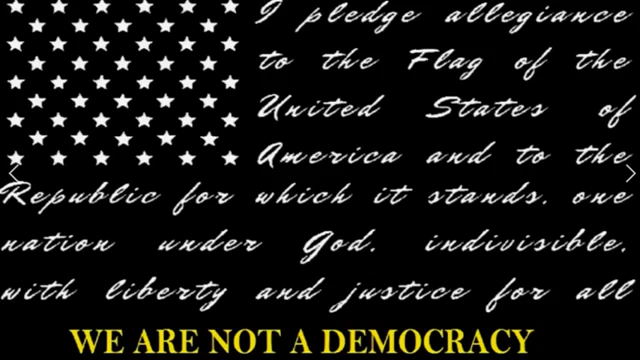 I pledge allegiance
to the Flag of the
United States of
America and to the
Republic for which it stands. one
nation under God. indivisible.
with liberty and justice for all
WE ARE NOT A DEMOCRACY